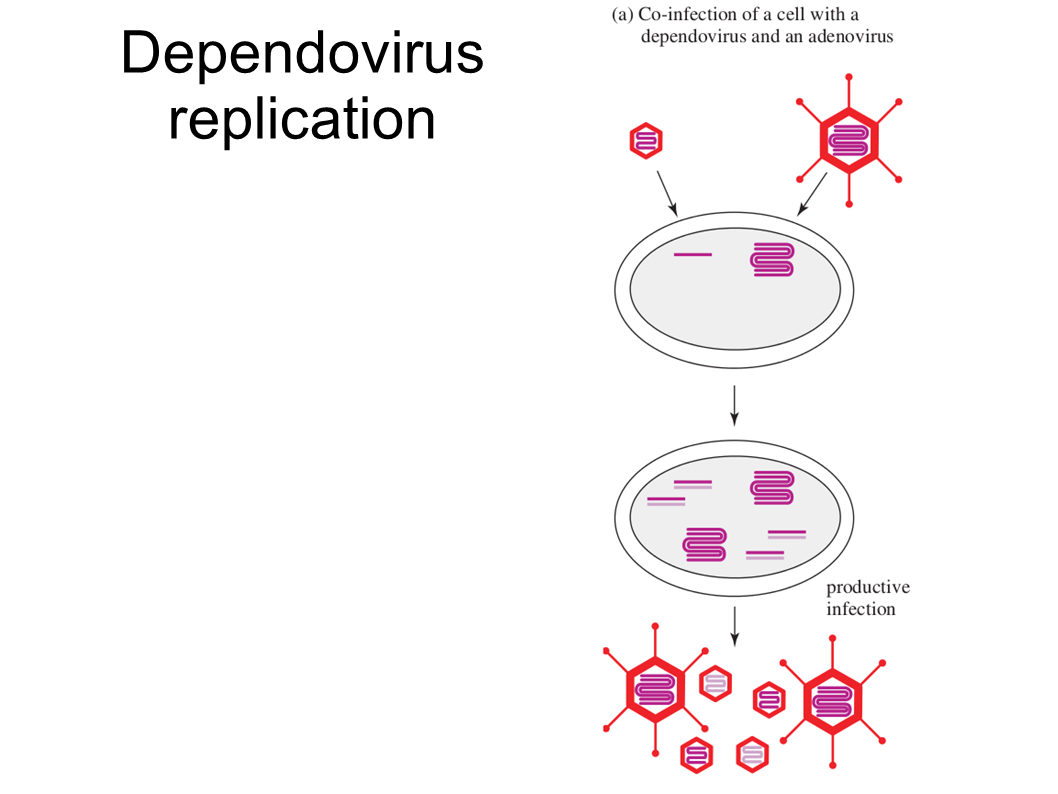 Dependovirus
replication
(a) Co-infection of a cell with a
dependovirus and an adenovirus
productive
infection